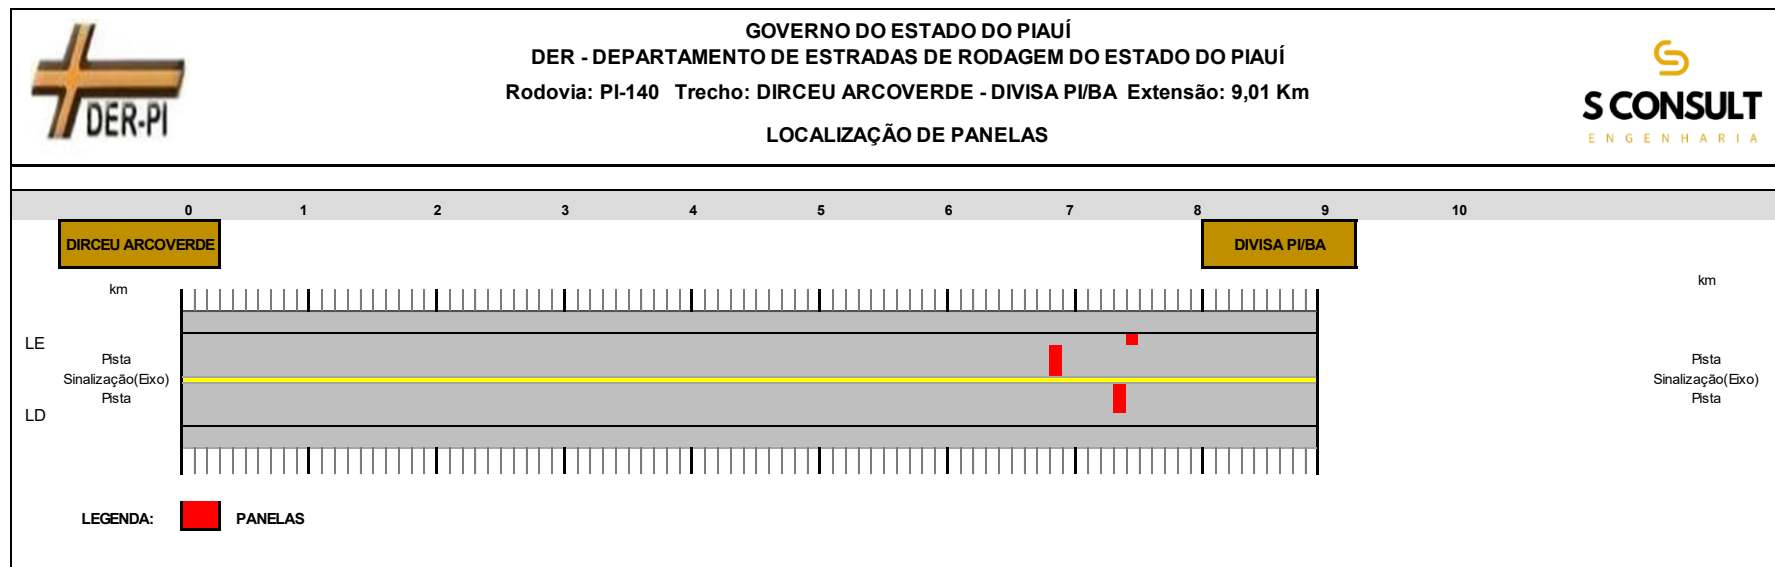 GOVERNO DO ESTADO DO PIAUÍ
DER - DEPARTAMENTO DE ESTRADAS DE RODAGEM DO ESTADO DO PIAUÍ
Rodovia: PI-140 Trecho: DIRCEU ARCOVERDE - DIVISA PI/BA Extensão: 9,01 Km
LOCALIZAÇÃO DE PANELAS
DER-PI
S CONSULT
ENGENHARIA
0 1 2 3 4 5 6 7 8 9 10
DIRCEU ARCOVERDE
DIVISA PI/BA
km
km
LE
Pista
Pista
Sinalização(Eixo)
Sinalização(Eixo)
Pista
Pista
LD
LEGENDA: PANELAS